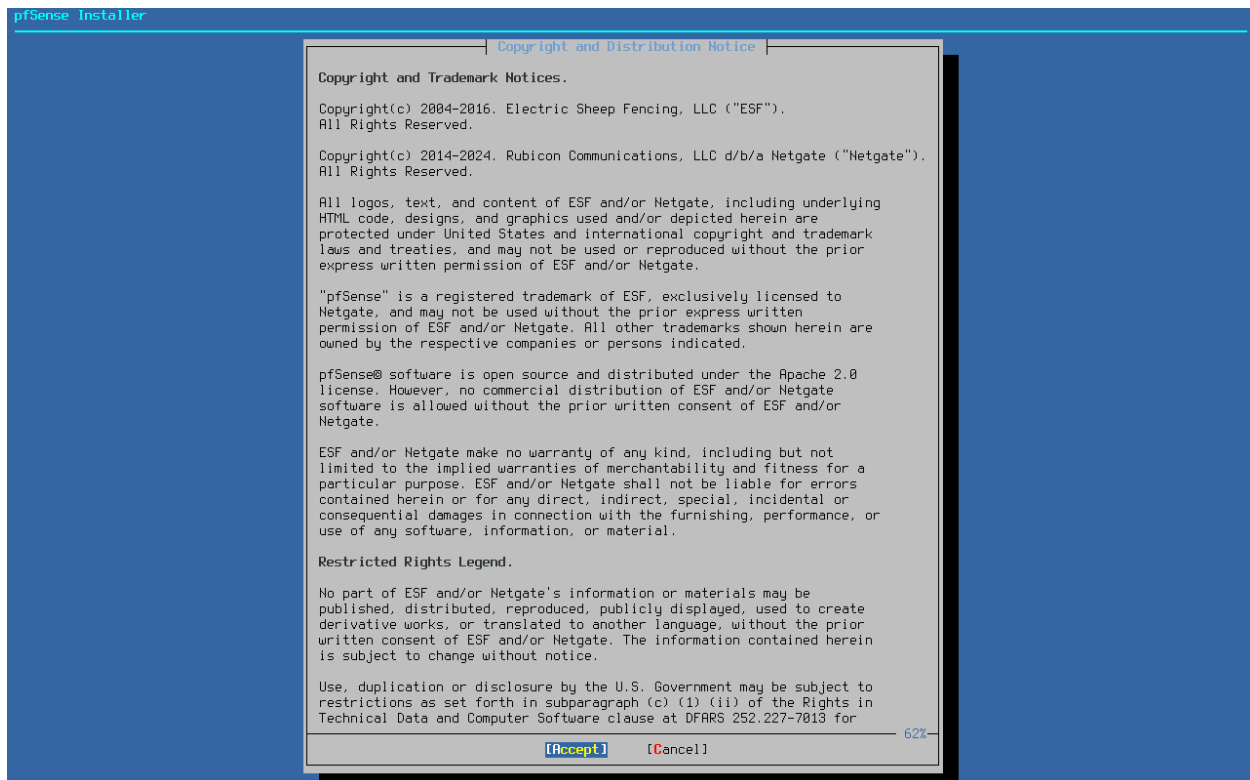 pfSense Installer
Copyright and Distribution Notice
Copyright and Trademark Notices.
Copyright(c) 2004-2016. Electric Sheep Fencing, LLC ("ESF").
All Rights Reserved.
Copyright(c) 2014-2024. Rubicon Communications, LLC d/b/a Netgate ("Netgate").
All Rights Reserved.
All logos, text, and content of ESF and/or Netgate, including underlying
HTML code, designs, and graphics used and/or depicted herein are
protected under United States and international copyright and trademark
laws and treaties, and may not be used or reproduced without the prior
express written permission of ESF and/or Netgate.
"pfSense" is a registered trademark of ESF, exclusively licensed to
Netgate, and may not be used without the prior express written
permission of ESF and/or Netgate. All other trademarks shown herein are
owned by the respective companies or persons indicated.
pfSense® software is open source and distributed under the Apache 2.0
license. However, no commercial distribution of ESF and/or Netgate
software is allowed without the prior written consent of ESF and/or
Netgate.
ESF and/or Netgate make no warranty of any kind, including but not
limited to the implied warranties of merchantability and fitness for a
particular purpose. ESF and/or Netgate shall not be liable for errors
contained herein or for any direct, indirect, special, incidental or
consequential damages in connection with the furnishing, performance, or
use of any software, information, or material.
Restricted Rights Legend.
No part of ESF and/or Netgate's information or materials may be
published, distributed, reproduced, publicly displayed, used to create
derivative works, or translated to another language, without the prior
written consent of ESF and/or Netgate. The information contained herein
is subject to change without notice.
Use, duplication or disclosure by the U.S. Government may be subject to
restrictions as set forth in subparagraph (c) (1) (ii) of the Rights in
Technical Data and Computer Software clause at DFARS 252.227-7013 for
62%
[Accept] [Cancel]